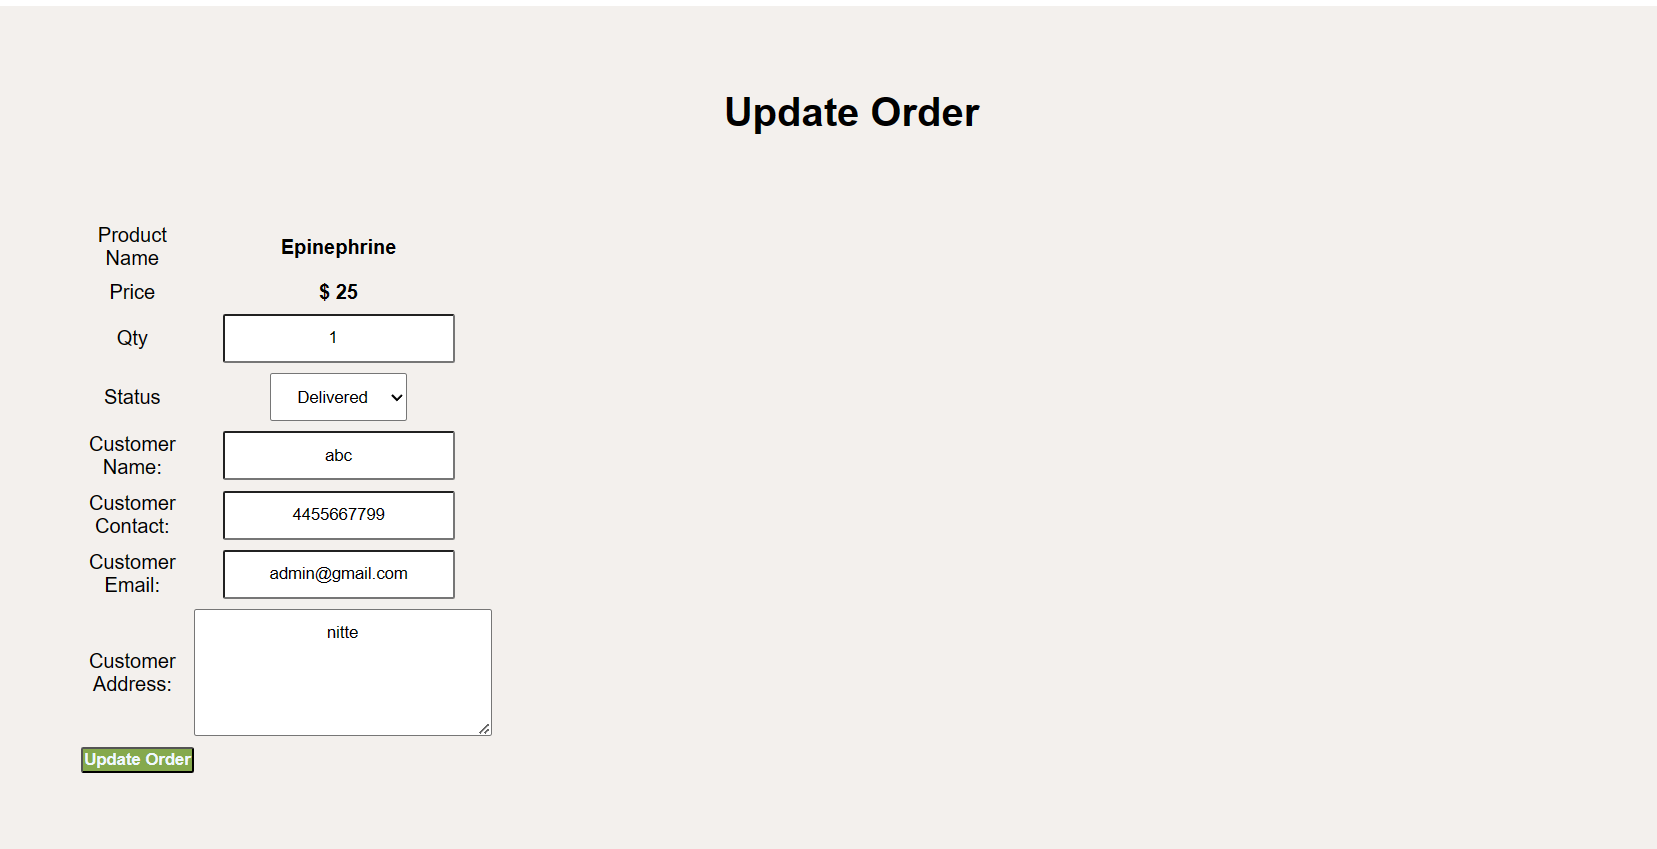 Update Order
Product
Name
Epinephrine
Price
$ 25
Qty
1
Status
Delivered
Customer
Name:
abc
Customer
Contact:
4455667799
Customer
Email:
admin@gmail.com
Customer
Address:
nitte
Update Order